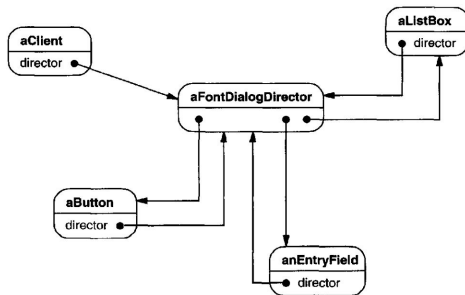 aClient
director
aListBox
director
aFontDialogDirector
aButton
director
anEntryField
director